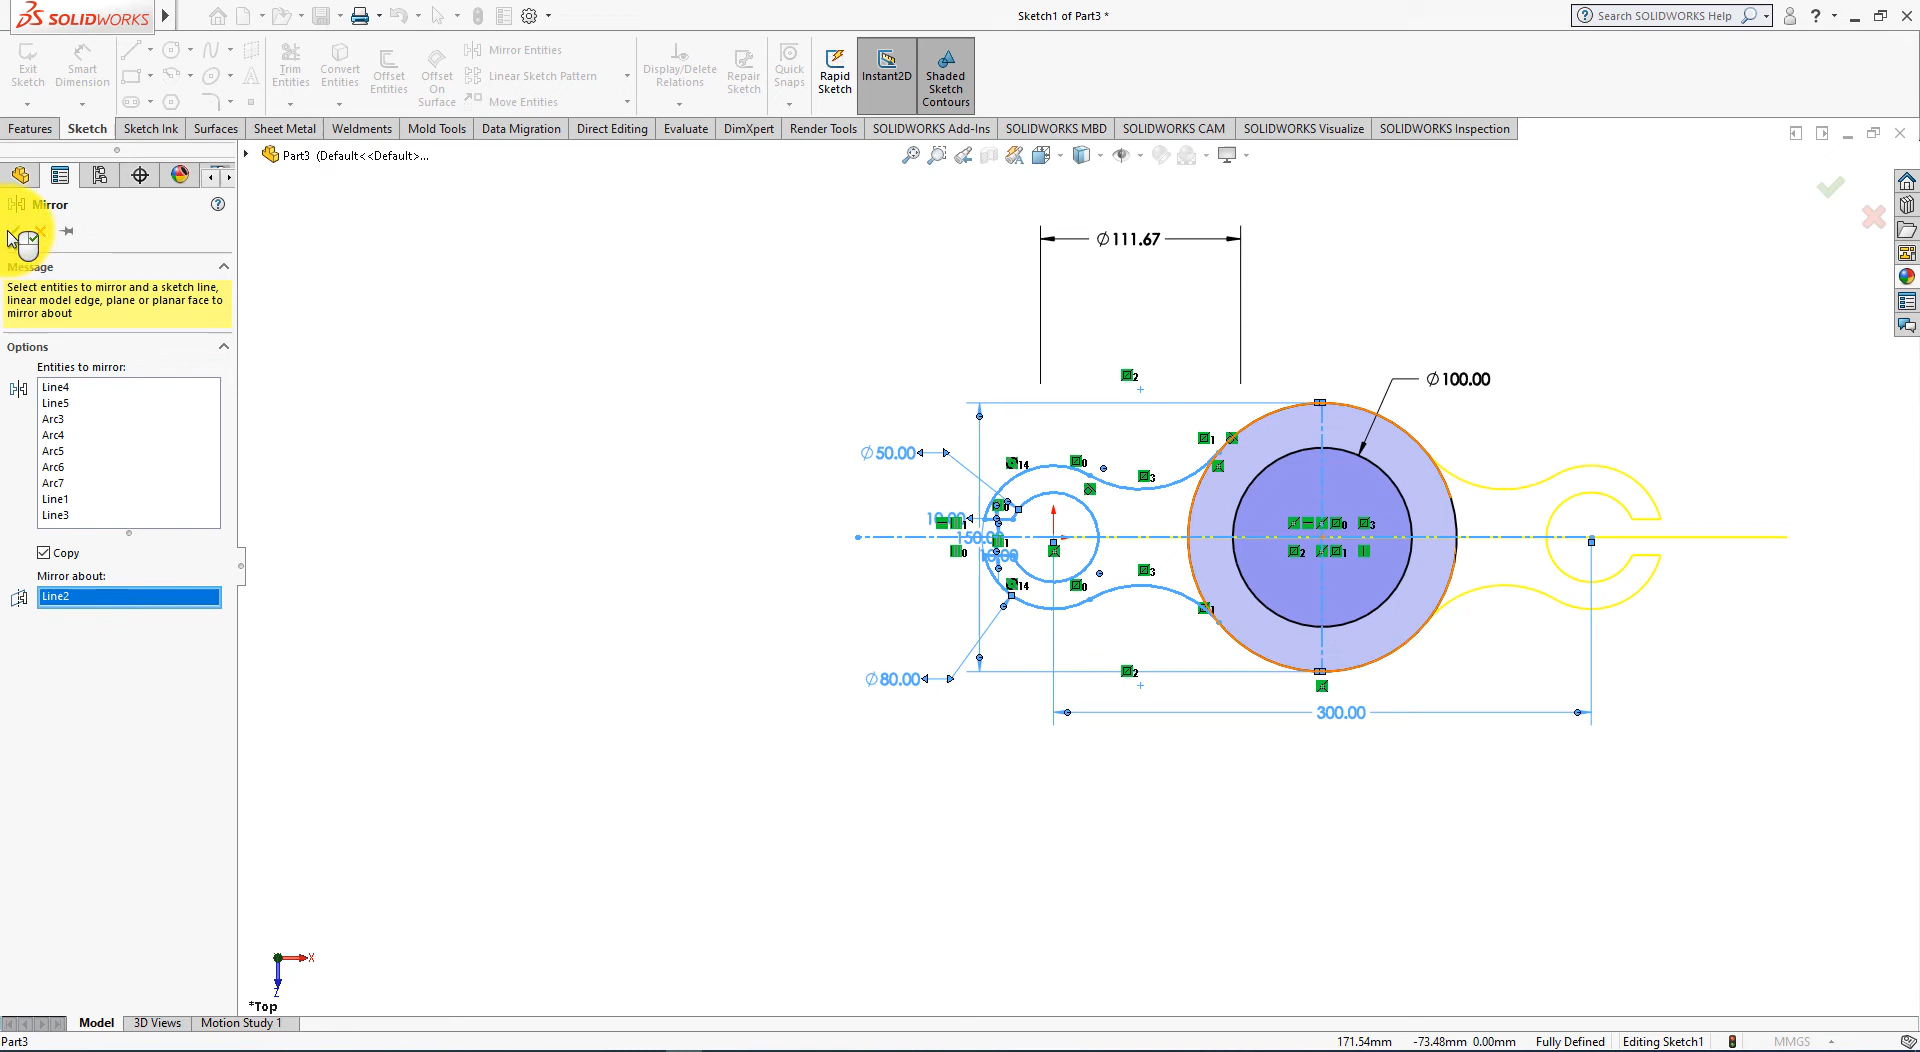 SOLIDWORKS
Sketch1 of Part3 *
Search SOLIDWORKS Help
Exit Sketch
Smart Dimension
Trim Entities
Convert Entities
Offset Entities
Offset On Surface
Mirror Entities
Linear Sketch Pattern
Move Entities
Display/Delete Relations
Repair Sketch
Quick Snaps
Rapid Sketch
Instant2D
Shaded Sketch Contours
Features Sketch Sketch Ink Surfaces Sheet Metal Weldments Mold Tools Data Migration Direct Editing Evaluate DimXpert Render Tools SOLIDWORKS Add-Ins SOLIDWORKS MBD SOLIDWORKS CAM SOLIDWORKS Visualize SOLIDWORKS Inspection
Part3 (Default<<Default>...
Mirror
Message
Select entities to mirror and a sketch line,
linear model edge, plane or planar face to
mirror about
Options
Entities to mirror:
Line4
Line5
Arc3
Arc4
Arc5
Arc6
Arc7
Line1
Line3
Copy
Mirror about:
Line2
∅111.67
∅100.00
∅50.00
150.00
∅80.00
300.00
X
Z
*Top
Model 3D Views Motion Study 1
Part3
171.54mm -73.48mm 0.00mm Fully Defined Editing Sketch1 MMGS